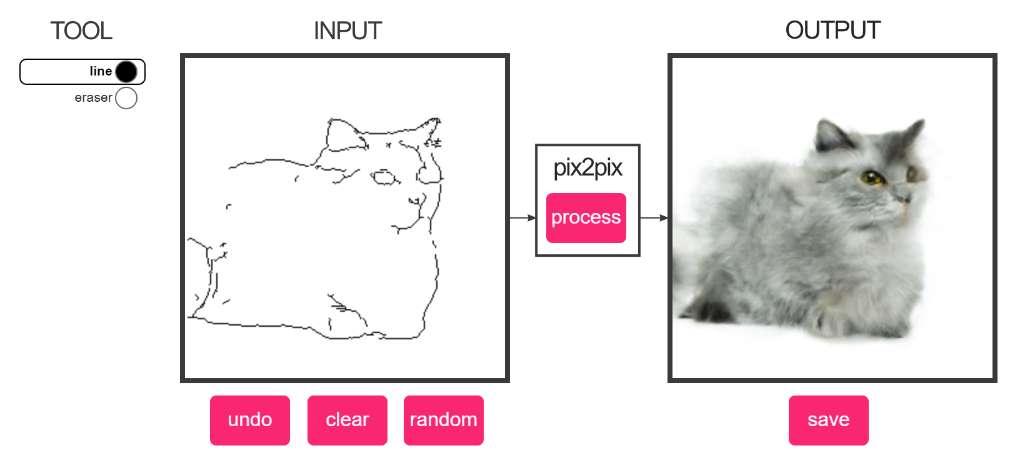 TOOL
INPUT
OUTPUT
line
eraser
pix2pix
process
undo
clear
random
save